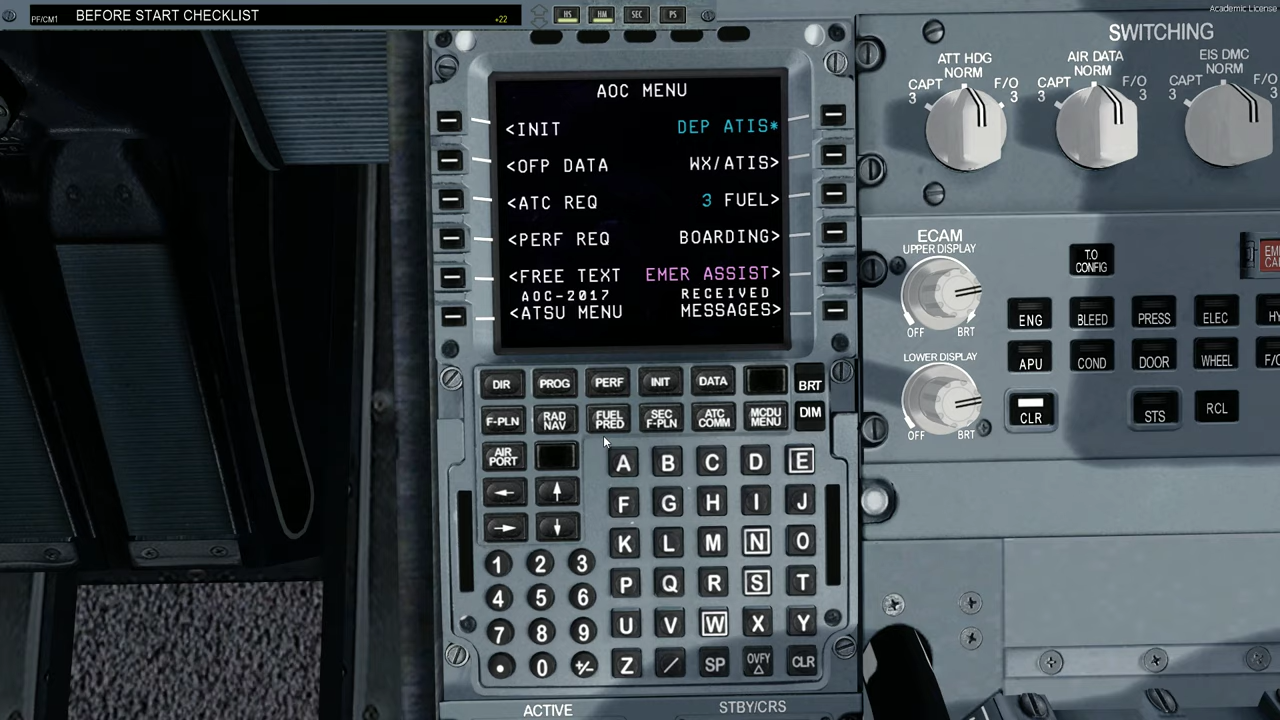 PF/CM1 BEFORE START CHECKLIST +22
HS HM SEC PS
Academic License
AOC MENU
<INIT DEP ATIS*
<OFP DATA WX/ATIS>
<ATC REQ 3 FUEL>
<PERF REQ BOARDING>
<FREE TEXT EMER ASSIST>
AOC-2017 RECEIVED
<ATSU MENU MESSAGES>
DIR PROG PERF INIT DATA BRT
F-PLN RAD NAV FUEL PRED SEC F-PLN ATC COMM MCDU MENU DIM
AIR PORT
← ↑
→ ↓
A B C D E
F G H I J
K L M N O
P Q R S T
U V W X Y
Z / SP OVFY Δ CLR
1 2 3
4 5 6
7 8 9
• 0 +/-
ACTIVE STBY/CRS
SWITCHING
ATT HDG
NORM
CAPT 3 F/O 3
AIR DATA
NORM
CAPT 3 F/O 3
EIS DMC
NORM
CAPT 3 F/O 3
ECAM
UPPER DISPLAY
OFF BRT
LOWER DISPLAY
OFF BRT
T.O CONFIG
ENG BLEED PRESS ELEC
APU COND DOOR WHEEL
CLR STS RCL